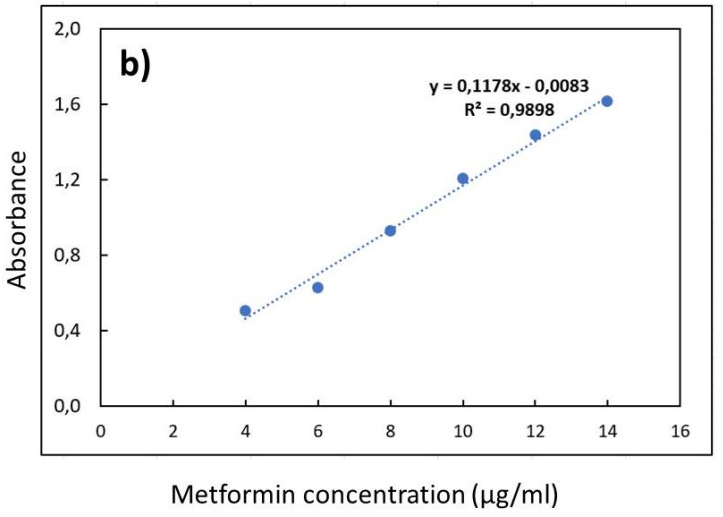 b)
y = 0,1178x - 0,0083
R² = 0,9898
2,0
1,6
1,2
0,8
0,4
0,0
0 2 4 6 8 10 12 14 16
Absorbance
Metformin concentration (µg/ml)